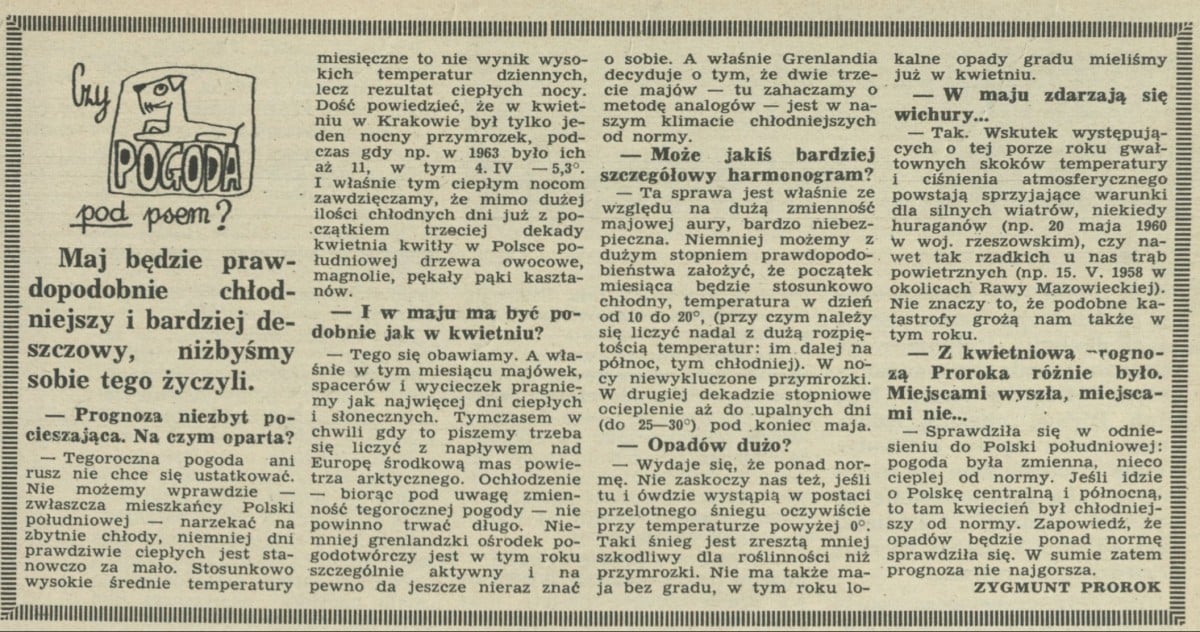 Czy
POGODA
pod psem?
Maj będzie praw-
dopodobnie chłod-
niejszy i bardziej de-
szczowy, niżbyśmy
sobie tego życzyli.
— Prognoza niezbyt po-
cieszająca. Na czym oparta?
— Tegoroczna pogoda ani
rusz nie chce się ustatkować.
Nie możemy wprawdzie —
zwłaszcza mieszkańcy Polski
południowej — narzekać na
zbytnie chłody, niemniej dni
prawdziwie ciepłych jest sta-
nowczo za mało. Stosunkowo
wysokie średnie temperatury
miesięczne to nie wynik wyso-
kich temperatur dziennych,
lecz rezultat ciepłych nocy.
Dość powiedzieć, że w kwiet-
niu w Krakowie był tylko je-
den nocny przymrozek, pod-
czas gdy np. w 1963 było ich
aż 11, w tym 4. IV —5,3°.
I właśnie tym ciepłym nocom
zawdzięczamy, że mimo dużej
ilości chłodnych dni już z po-
czątkiem trzeciej dekady
kwietnia kwitły w Polsce po-
łudniowej drzewa owocowe,
magnolie, pękały pąki kaszta-
nów.
— I w maju ma być po-
dobnie jak w kwietniu?
— Tego się obawiamy. A wła-
śnie w tym miesiącu majówek,
spacerów i wycieczek pragnie-
my jak najwięcej dni ciepłych
i słonecznych. Tymczasem w
chwili gdy to piszemy trzeba
się liczyć z napływem nad
Europę środkową mas powie-
trza arktycznego. Ochłodzenie
— biorąc pod uwagę zmien-
ność tegorocznej pogody — nie
powinno trwać długo. Nie-
mniej grenlandzki ośrodek po-
godotwórczy jest w tym roku
szczególnie aktywny i na
pewno da jeszcze nieraz znać
o sobie. A właśnie Grenlandia
decyduje o tym, że dwie trze-
cie majów — tu zahaczamy o
metodę analogów — jest w na-
szym klimacie chłodniejszych
od normy.
— Może jakiś bardziej
szczegółowy harmonogram?
— Ta sprawa jest właśnie ze
względu na dużą zmienność
majowej aury, bardzo niebez-
pieczna. Niemniej możemy z
dużym stopniem prawdopodo-
bieństwa założyć, że początek
miesiąca będzie stosunkowo
chłodny, temperatura w dzień
od 10 do 20°, (przy czym należy
się liczyć nadal z dużą rozpię-
tością temperatur: im dalej na
północ, tym chłodniej). W no-
cy niewykluczone przymrozki.
W drugiej dekadzie stopniowe
ocieplenie aż do upalnych dni
(do 25—30°) pod koniec maja.
— Opadów dużo?
— Wydaje się, że ponad nor-
mę. Nie zaskoczy nas też, jeśli
tu i ówdzie wystąpią w postaci
przelotnego śniegu oczywiście
przy temperaturze powyżej 0°.
Taki śnieg jest zresztą mniej
szkodliwy dla roślinności niż
przymrozki. Nie ma także ma-
ja bez gradu, w tym roku lo-
kalne opady gradu mieliśmy
już w kwietniu.
— W maju zdarzają się
wichury...
— Tak. Wskutek występują-
cych o tej porze roku gwał-
townych skoków temperatury
i ciśnienia atmosferycznego
powstają sprzyjające warunki
dla silnych wiatrów, niekiedy
huraganów (np. 20 maja 1960
w woj. rzeszowskim), czy na-
wet tak rzadkich u nas trąb
powietrznych (np. 15. V. 1958 w
okolicach Rawy Mazowieckiej).
Nie znaczy to, że podobne ka-
tastrofy grożą nam także w
tym roku.
— Z kwietniową rogno-
zą Proroka różnie było.
Miejscami wyszła, miejsca-
mi nie...
— Sprawdziła się w odnie-
sieniu do Polski południowej:
pogoda była zmienna, nieco
cieplej od normy. Jeśli idzie
o Polskę centralną i północną,
to tam kwiecień był chłodniej-
szy od normy. Zapowiedź, że
opadów będzie ponad normę
sprawdziła się. W sumie zatem
prognoza nie najgorsza.
ZYGMUNT PROROK